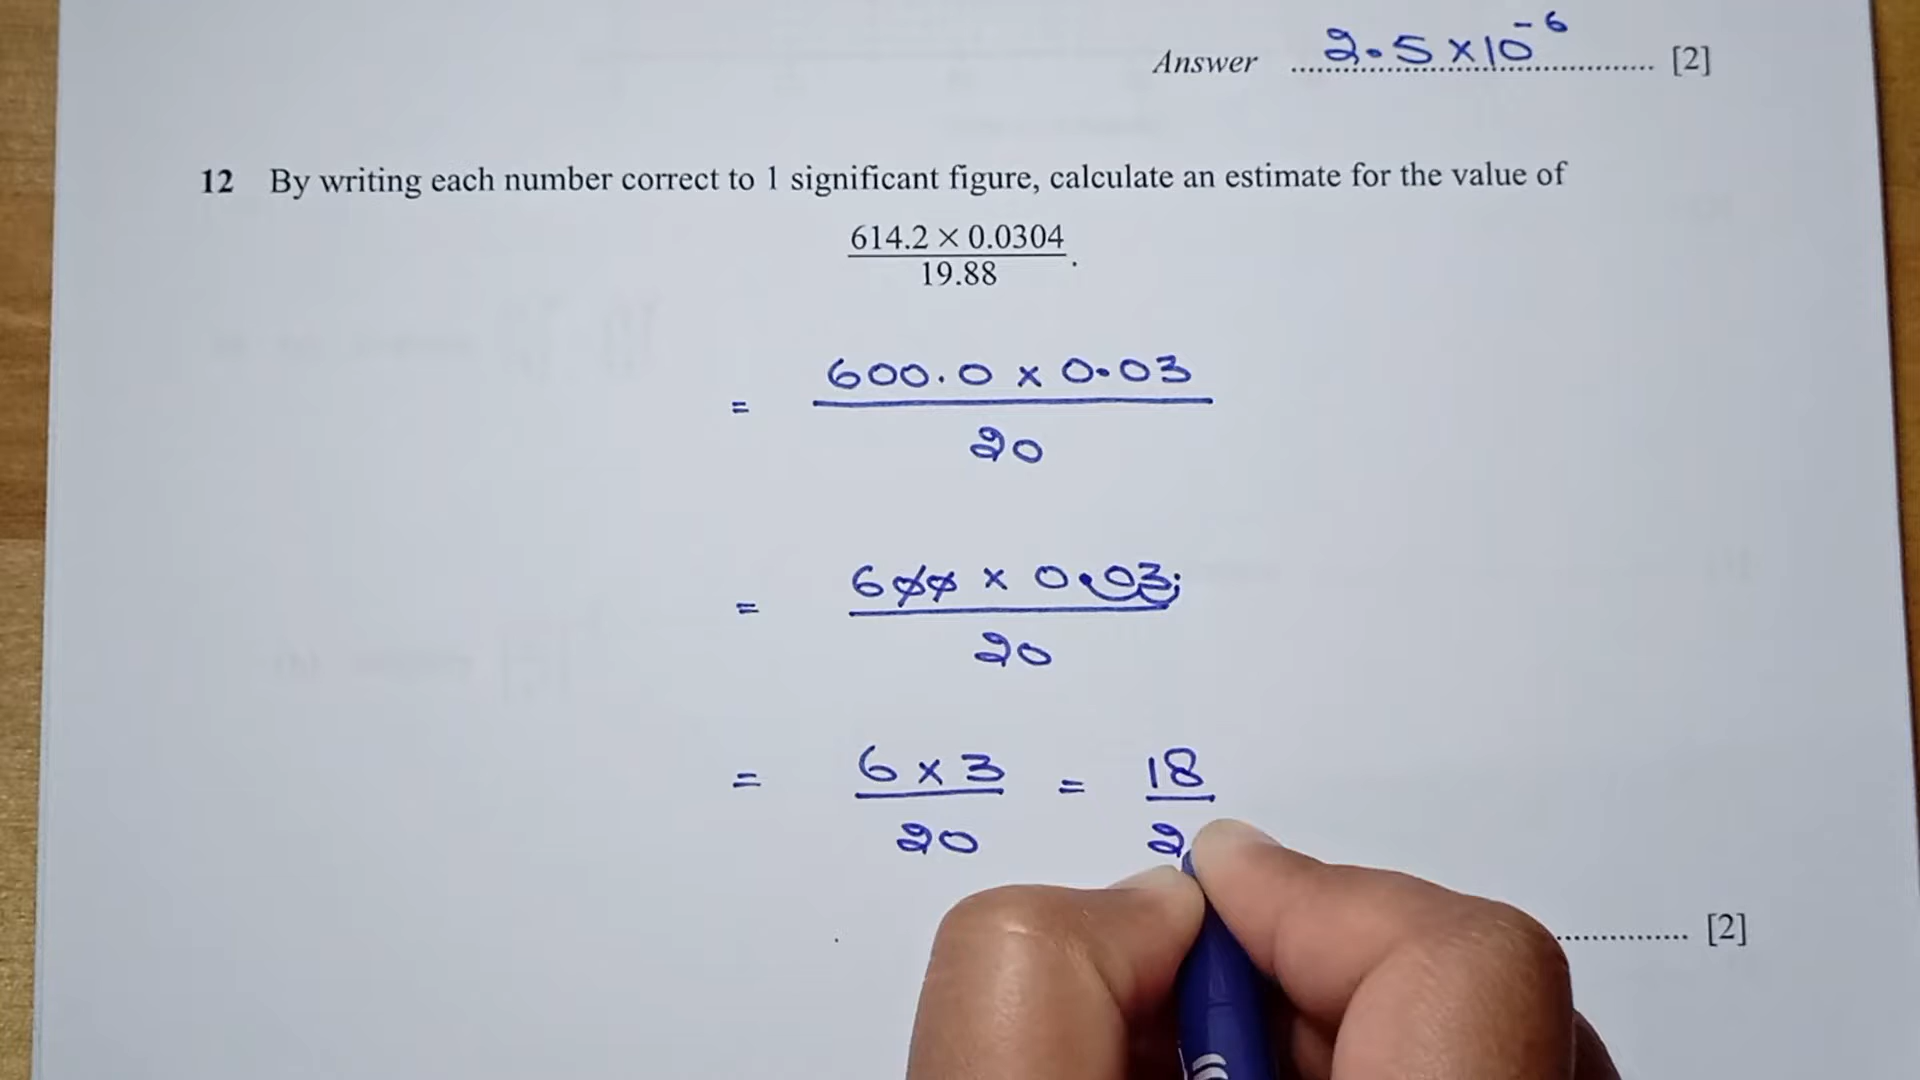 Answer ........ 2.5 × 10⁻⁶ ........ [2]
12 By writing each number correct to 1 significant figure, calculate an estimate for the value of
614.2 × 0.0304
19.88 .
600.0 × 0.03
=
20
600 × 0.03.
=
20
= 6 × 3 = 18
20 2
............... [2]